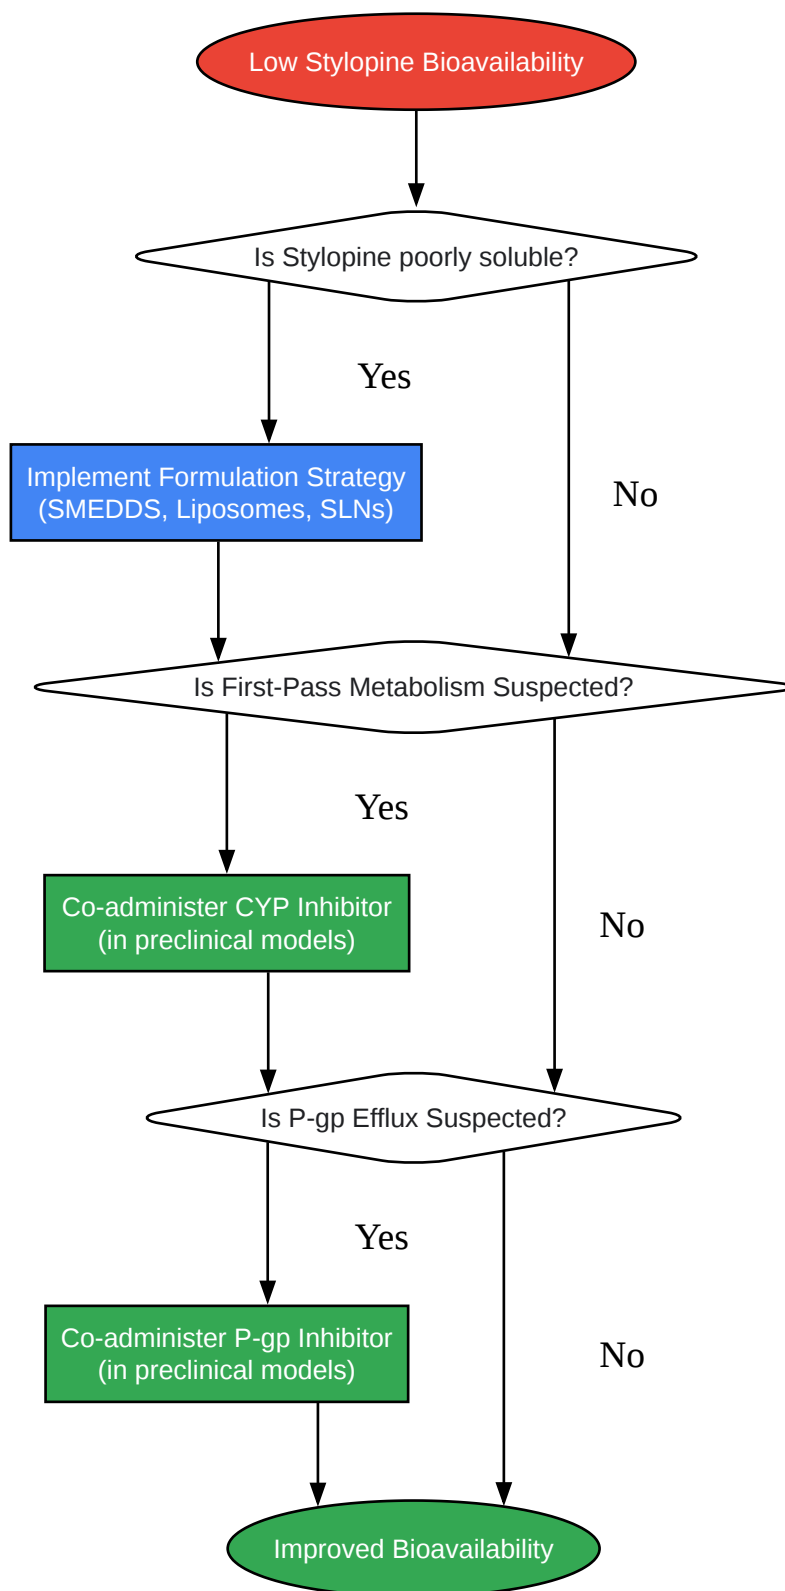 Low Stylopine Bioavailability
Is Stylopine poorly soluble?
Yes
Implement Formulation Strategy
(SMEDDS, Liposomes, SLNs)
No
Is First-Pass Metabolism Suspected?
Yes
Co-administer CYP Inhibitor
(in preclinical models)
No
Is P-gp Efflux Suspected?
Yes
Co-administer P-gp Inhibitor
(in preclinical models)
No
Improved Bioavailability